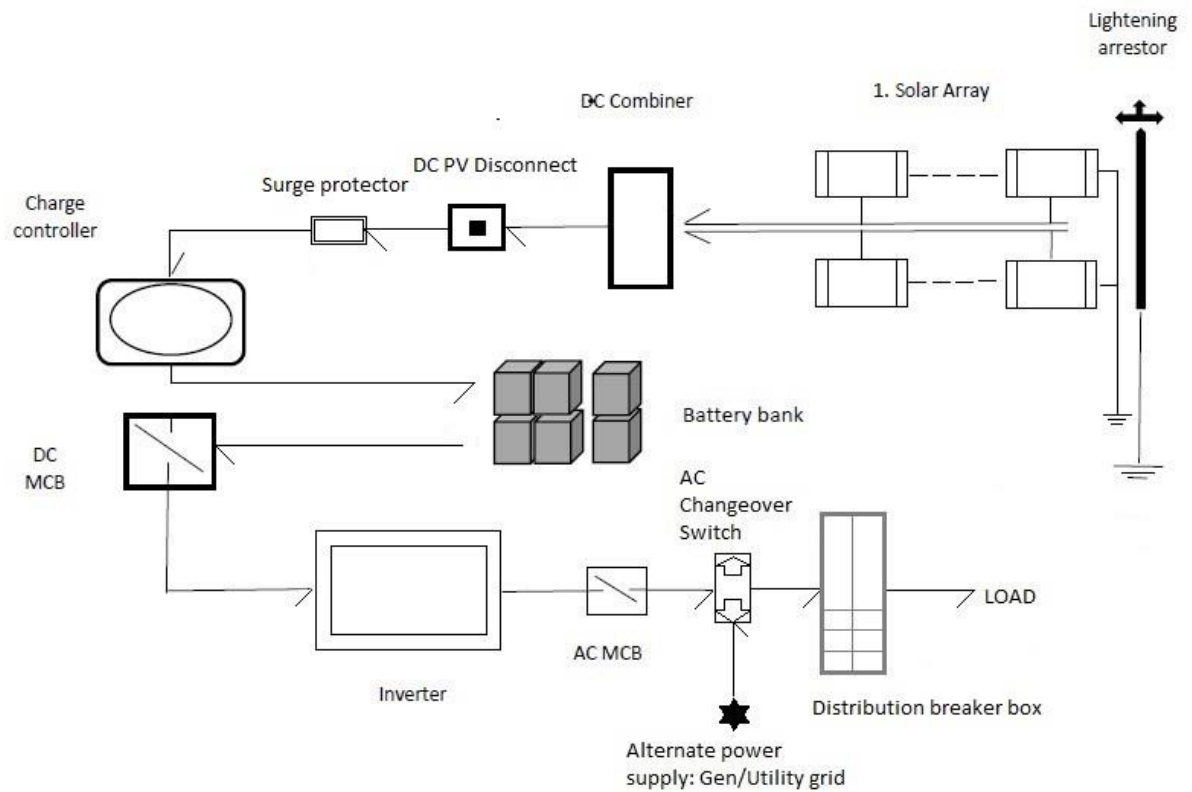 Lightening
arrestor
1. Solar Array
DC Combiner
DC PV Disconnect
Surge protector
Charge
controller
Battery bank
DC
MCB
AC
Changeover
Switch
LOAD
AC MCB
Inverter
Distribution breaker box
Alternate power
supply: Gen/Utility grid